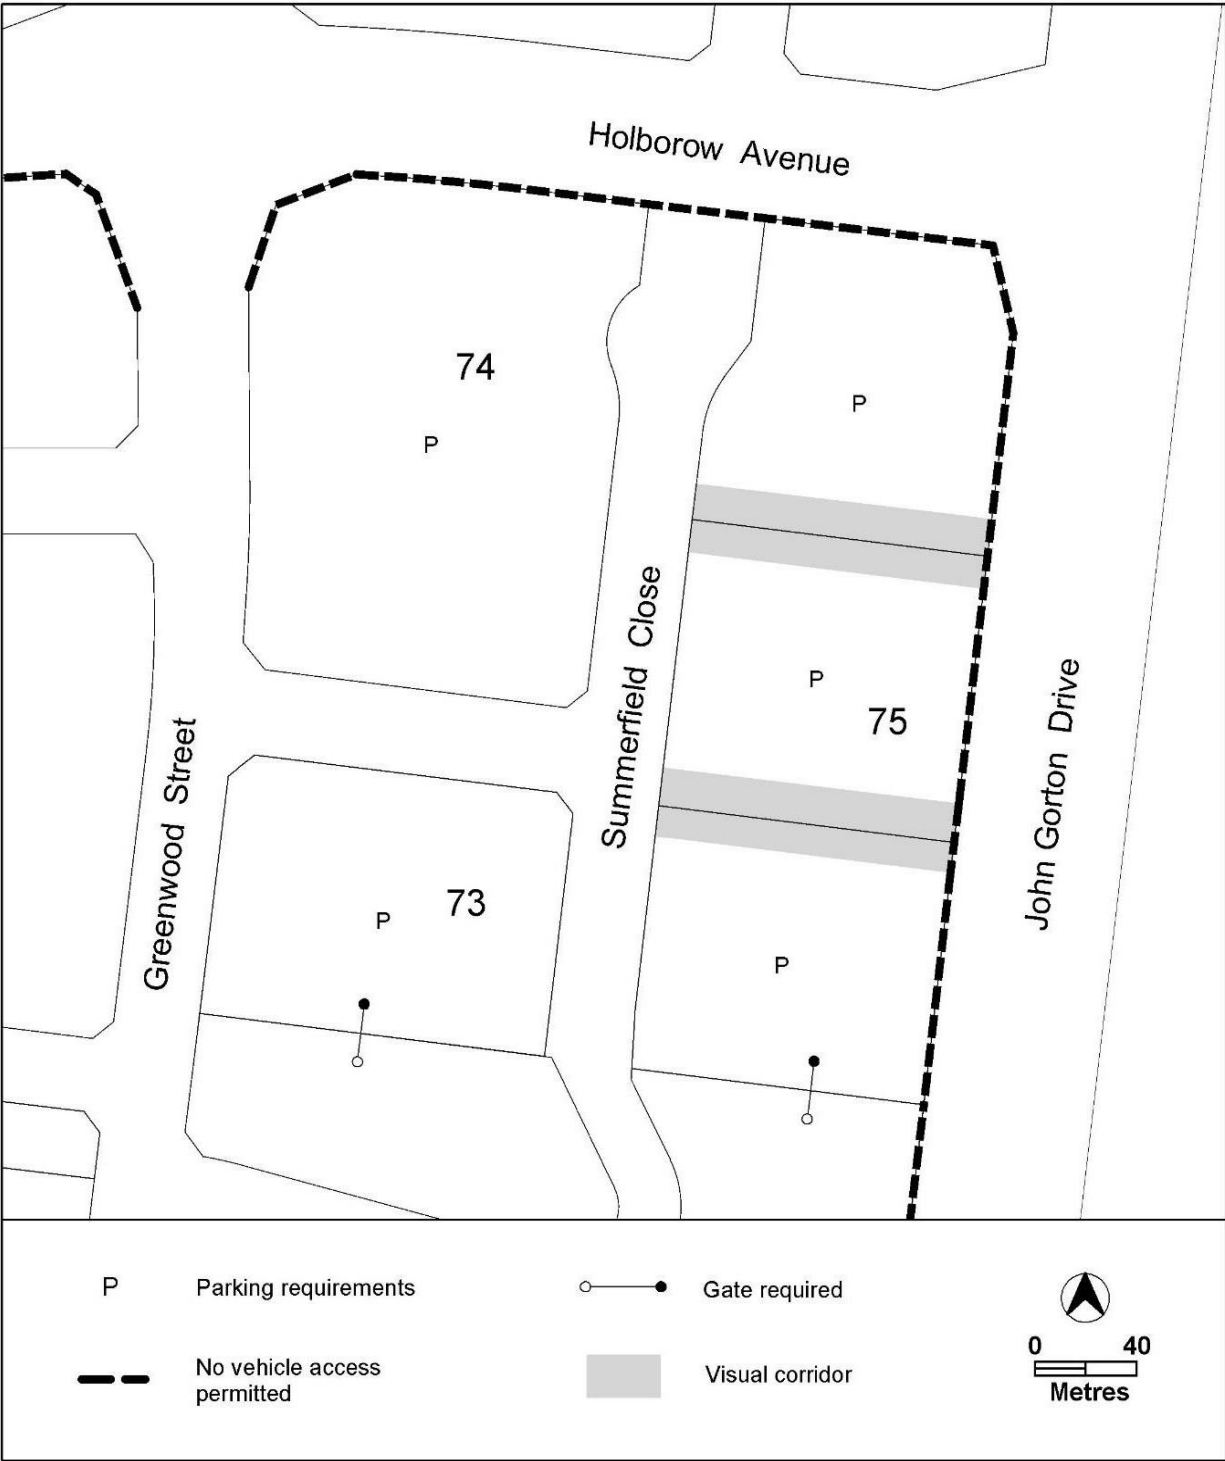 Holborow Avenue
74
P
P
Summerfield Close
P
75
John Gorton Drive
Greenwood Street
73
P
P
P Parking requirements
Gate required
No vehicle access
permitted
Visual corridor
0 40
Metres